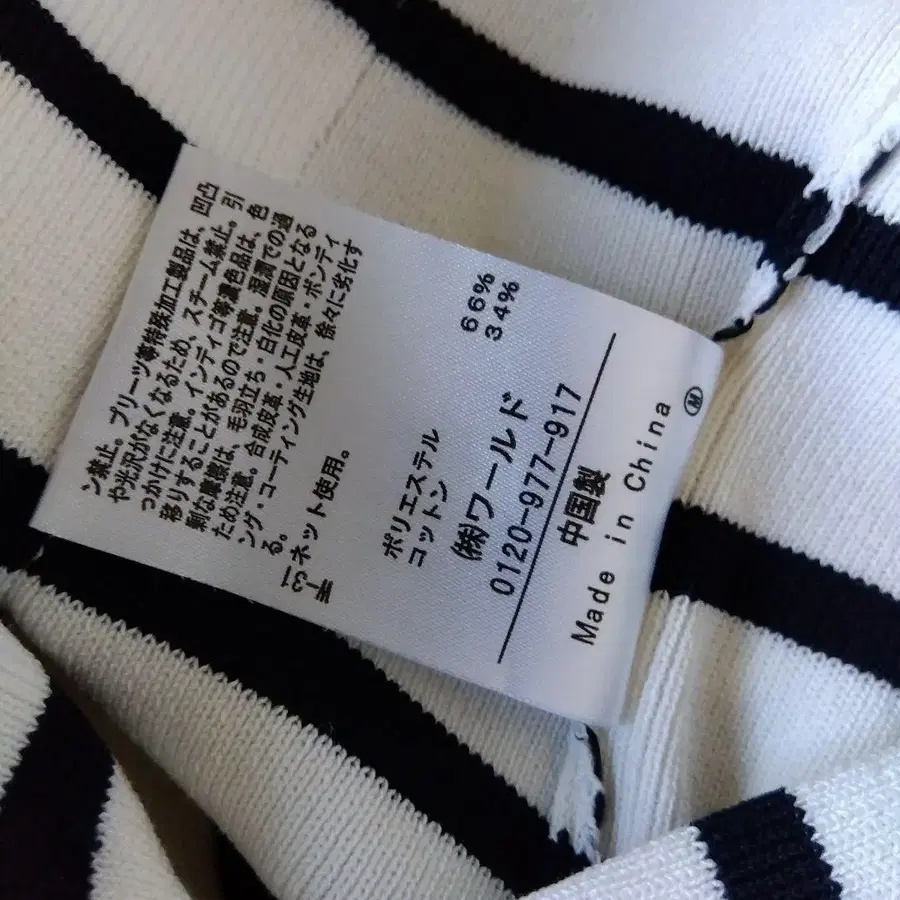 ン禁止。プリーツ等特殊加工製品は、凹凸
や光沢がなくなるため、スチーム禁止。引
っかけに注意。インディゴ等濃色品は、色
移りすることがあるので注意。湿潤での過
剰な摩擦は、毛羽立ち・白化の原因となる
ため注意。合成皮革・人工皮革・ボンディ
ング・コーティング生地は、徐々に劣化す
る。
ネット使用。
ポリエステル 66%
コットン 34%
(株)ワールド
0120-977-917
中国製
Made in China
M